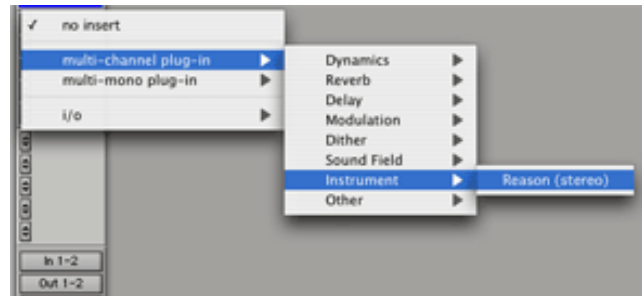 ✓ no insert
multi-channel plug-in
multi-mono plug-in
i/o
Dynamics
Reverb
Delay
Modulation
Dither
Sound Field
Instrument
Other
Reason (stereo)
In 1-2
Out 1-2